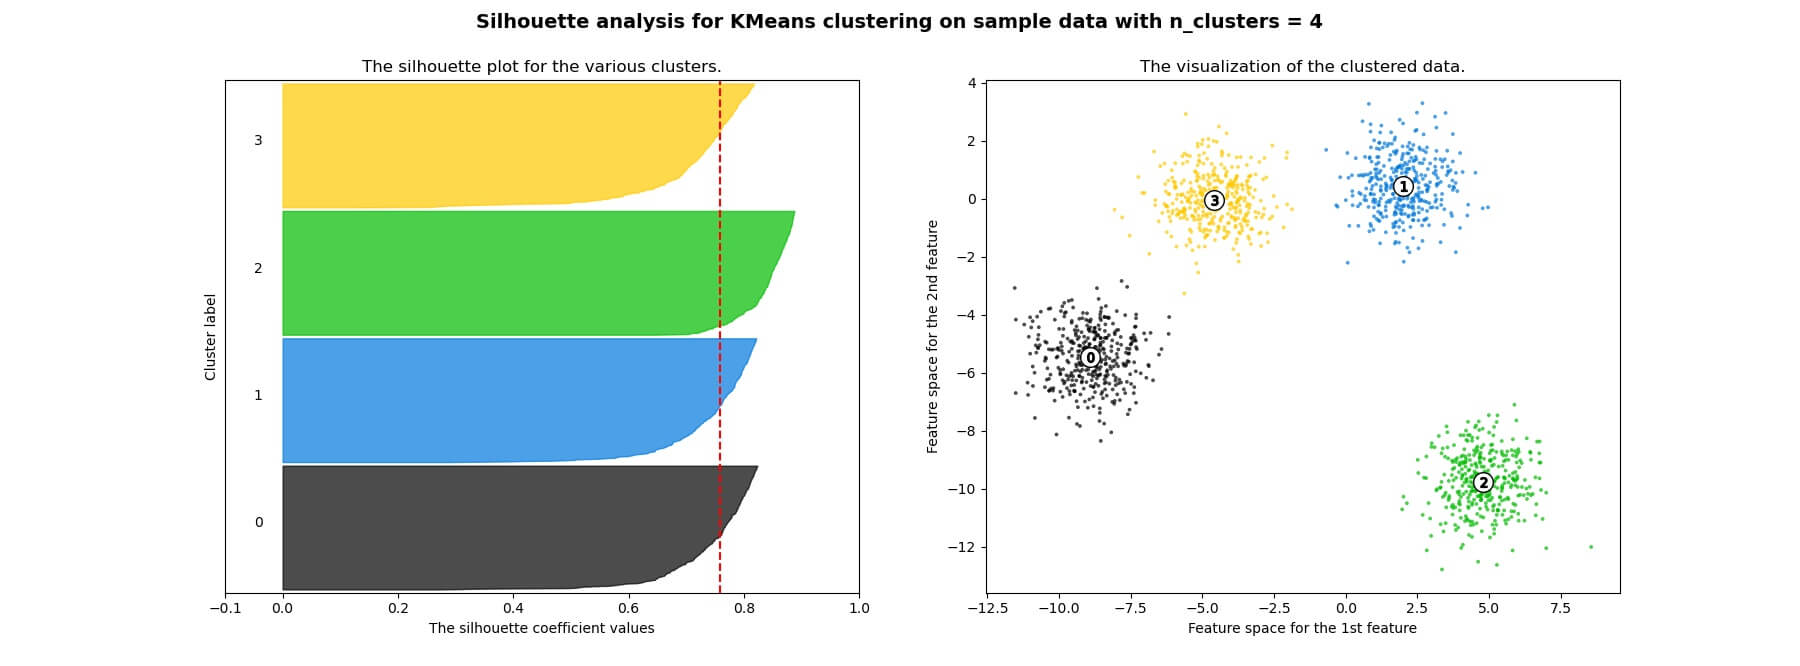 Silhouette analysis for KMeans clustering on sample data with n_clusters = 4
The silhouette plot for the various clusters.
3
2
1
0
Cluster label
−0.1 0.0 0.2 0.4 0.6 0.8 1.0
The silhouette coefficient values
The visualization of the clustered data.
4
2
0
−2
−4
−6
−8
−10
−12
Feature space for the 2nd feature
3
1
0
2
−12.5 −10.0 −7.5 −5.0 −2.5 0.0 2.5 5.0 7.5
Feature space for the 1st feature